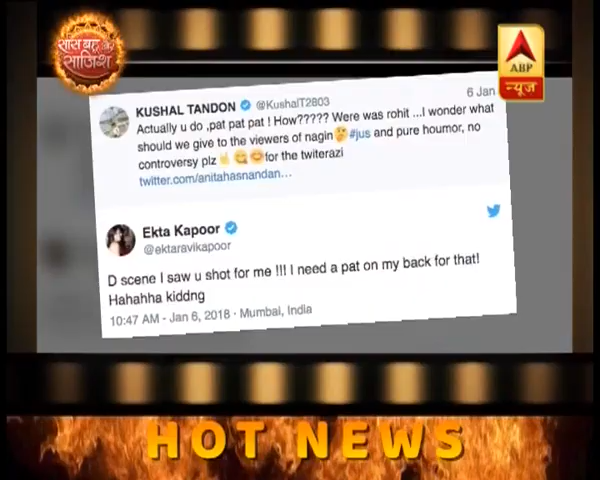 सास बहू और
साज़िश
ABP
न्यूज़
KUSHAL TANDON @KushalT2803
6 Jan
Actually u do ,pat pat pat ! How????? Were was rohit ...I wonder what
should we give to the viewers of nagin🤔#jus and pure houmor, no
controversy plz🤞😋😊for the twiterazi
twitter.com/anitahasnandan...
Ekta Kapoor
@ektaravikapoor
D scene I saw u shot for me !!! I need a pat on my back for that!
Hahahha kiddng
10:47 AM - Jan 6, 2018 · Mumbai, India
HOT NEWS